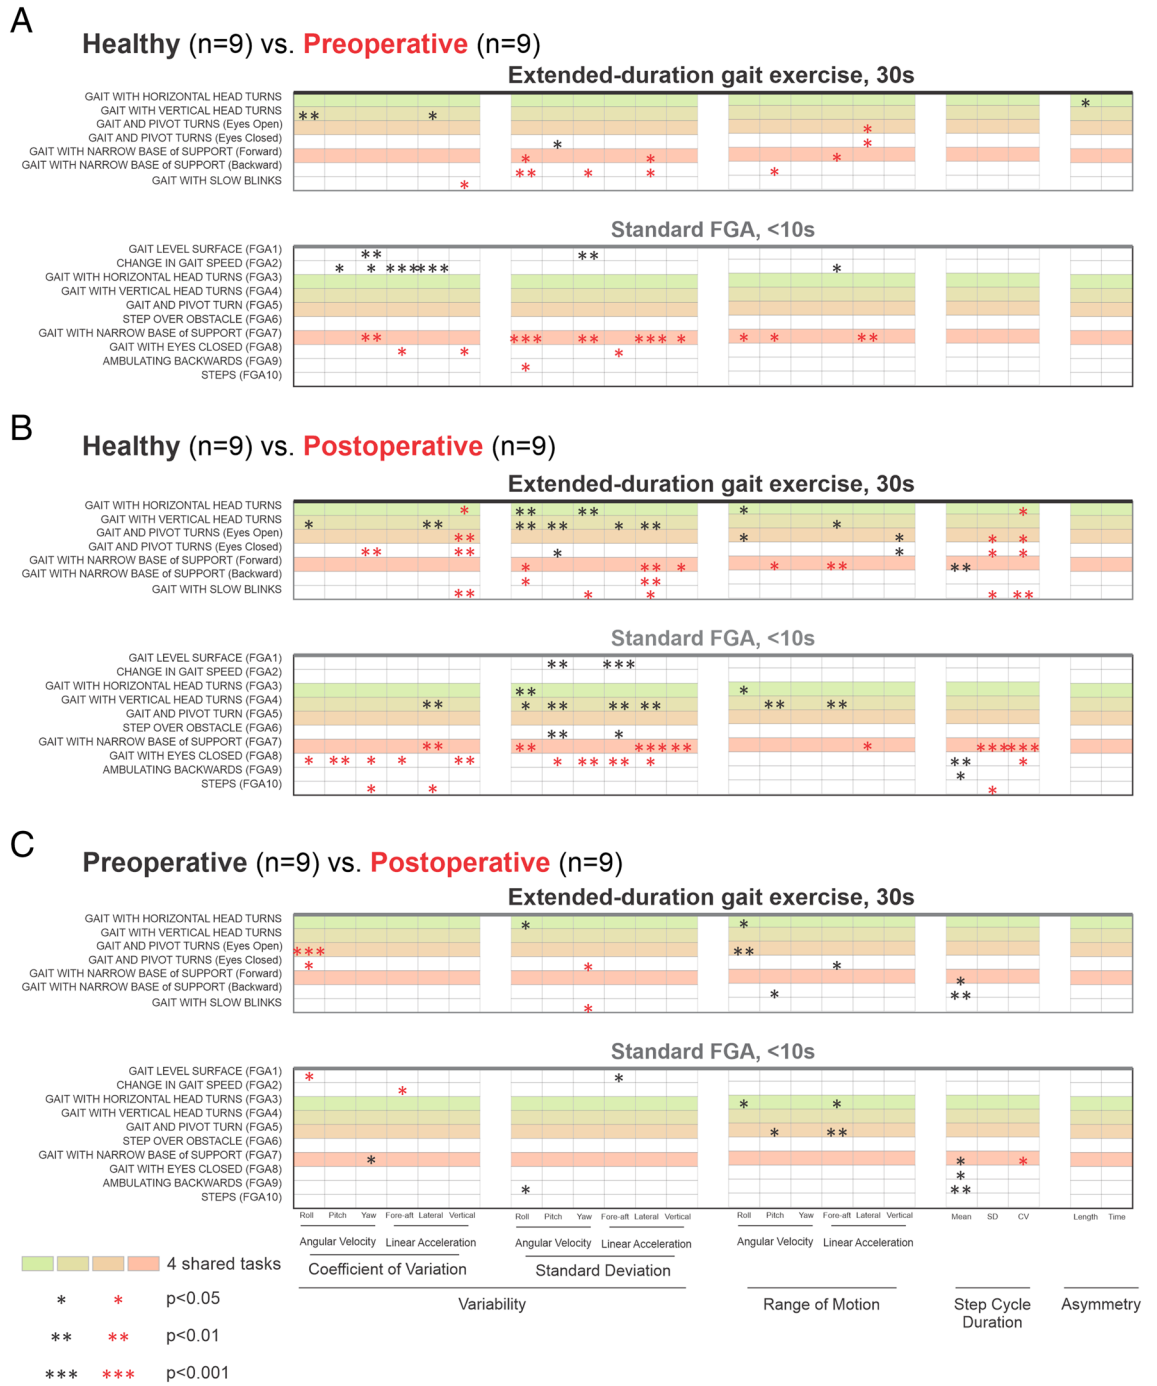 A
Healthy (n=9) vs. Preoperative (n=9)
Extended-duration gait exercise, 30s
GAIT WITH HORIZONTAL HEAD TURNS
GAIT WITH VERTICAL HEAD TURNS
** * *
GAIT AND PIVOT TURNS (Eyes Open)
*
GAIT AND PIVOT TURNS (Eyes Closed)
* *
GAIT WITH NARROW BASE of SUPPORT (Forward)
* * *
GAIT WITH NARROW BASE of SUPPORT (Backward)
** * * *
GAIT WITH SLOW BLINKS
*
Standard FGA, <10s
GAIT LEVEL SURFACE (FGA1)
** **
CHANGE IN GAIT SPEED (FGA2)
* * *** *** *
GAIT WITH HORIZONTAL HEAD TURNS (FGA3)
GAIT WITH VERTICAL HEAD TURNS (FGA4)
GAIT AND PIVOT TURN (FGA5)
STEP OVER OBSTACLE (FGA6)
GAIT WITH NARROW BASE of SUPPORT (FGA7)
** *** ** *** * * * **
GAIT WITH EYES CLOSED (FGA8)
* * *
AMBULATING BACKWARDS (FGA9)
*
STEPS (FGA10)
B
Healthy (n=9) vs. Postoperative (n=9)
Extended-duration gait exercise, 30s
GAIT WITH HORIZONTAL HEAD TURNS
* ** ** * *
GAIT WITH VERTICAL HEAD TURNS
* ** ** ** * ** *
GAIT AND PIVOT TURNS (Eyes Open)
** * * * *
GAIT AND PIVOT TURNS (Eyes Closed)
** ** * * * *
GAIT WITH NARROW BASE of SUPPORT (Forward)
* ** * * ** **
GAIT WITH NARROW BASE of SUPPORT (Backward)
* **
GAIT WITH SLOW BLINKS
** * * * **
Standard FGA, <10s
GAIT LEVEL SURFACE (FGA1)
** ***
CHANGE IN GAIT SPEED (FGA2)
GAIT WITH HORIZONTAL HEAD TURNS (FGA3)
** *
GAIT WITH VERTICAL HEAD TURNS (FGA4)
** * ** ** ** ** **
GAIT AND PIVOT TURN (FGA5)
STEP OVER OBSTACLE (FGA6)
** *
GAIT WITH NARROW BASE of SUPPORT (FGA7)
** ** *** ** * *** ***
GAIT WITH EYES CLOSED (FGA8)
* ** * * ** * ** ** * ** *
AMBULATING BACKWARDS (FGA9)
*
STEPS (FGA10)
* * *
C
Preoperative (n=9) vs. Postoperative (n=9)
Extended-duration gait exercise, 30s
GAIT WITH HORIZONTAL HEAD TURNS
* *
GAIT WITH VERTICAL HEAD TURNS
GAIT AND PIVOT TURNS (Eyes Open)
*** **
GAIT AND PIVOT TURNS (Eyes Closed)
* * *
GAIT WITH NARROW BASE of SUPPORT (Forward)
*
GAIT WITH NARROW BASE of SUPPORT (Backward)
* **
GAIT WITH SLOW BLINKS
*
Standard FGA, <10s
GAIT LEVEL SURFACE (FGA1)
* *
CHANGE IN GAIT SPEED (FGA2)
*
GAIT WITH HORIZONTAL HEAD TURNS (FGA3)
* *
GAIT WITH VERTICAL HEAD TURNS (FGA4)
GAIT AND PIVOT TURN (FGA5)
* **
STEP OVER OBSTACLE (FGA6)
GAIT WITH NARROW BASE of SUPPORT (FGA7)
* * *
GAIT WITH EYES CLOSED (FGA8)
*
AMBULATING BACKWARDS (FGA9)
* **
STEPS (FGA10)
Roll Pitch Yaw Fore-aft Lateral Vertical Roll Pitch Yaw Fore-aft Lateral Vertical Roll Pitch Yaw Fore-aft Lateral Vertical Mean SD CV Length Time
Angular Velocity Linear Acceleration Angular Velocity Linear Acceleration Angular Velocity Linear Acceleration
Coefficient of Variation Standard Deviation
Variability Range of Motion Step Cycle Duration Asymmetry
4 shared tasks
* * p<0.05
** ** p<0.01
*** *** p<0.001